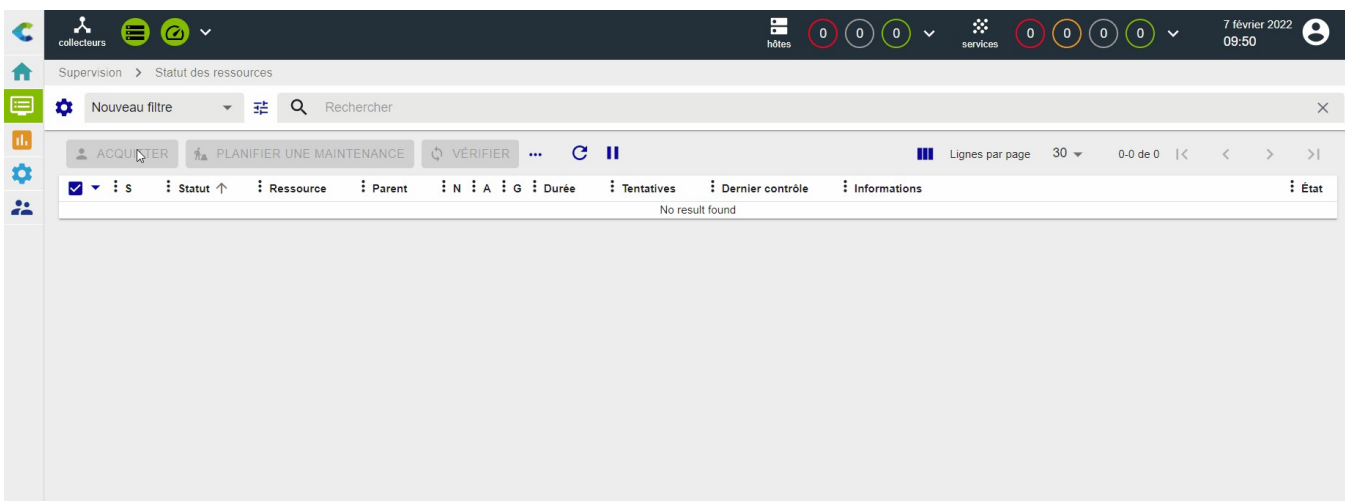 collecteurs
hôtes 0 0 0
services 0 0 0 0
7 février 2022
09:50
Supervision > Statut des ressources
Nouveau filtre Rechercher
ACQUITTER PLANIFIER UNE MAINTENANCE VÉRIFIER ... Lignes par page 30 0-0 de 0
S Statut Ressource Parent N A G Durée Tentatives Dernier contrôle Informations État
No result found